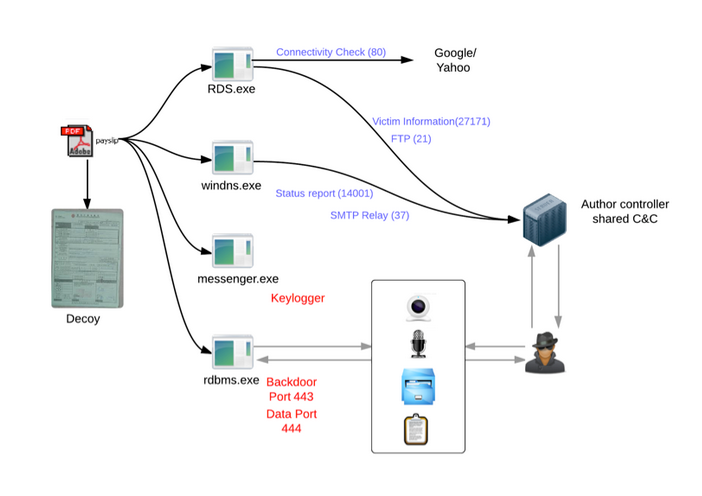 Connectivity Check (80)
Google/
Yahoo
RDS.exe
Victim Information(27171)
FTP (21)
PDF
Adobe
payslip
windns.exe
Status report (14001)
SMTP Relay (37)
Author controller
shared C&C
messenger.exe
Keylogger
Decoy
rdbms.exe
Backdoor
Port 443
Data Port
444